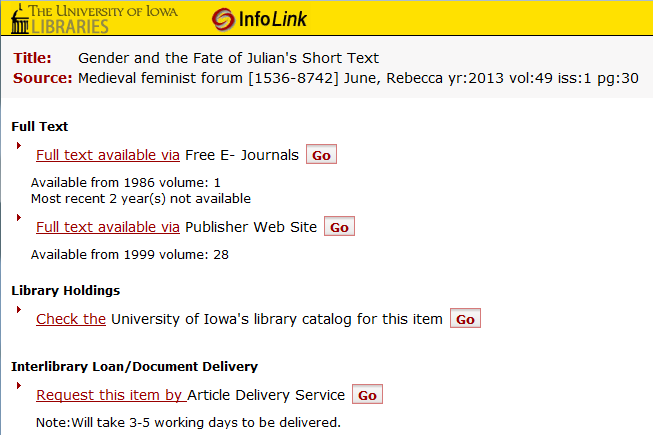 THE UNIVERSITY OF IOWA
LIBRARIES
InfoLink
Title: Gender and the Fate of Julian's Short Text
Source: Medieval feminist forum [1536-8742] June, Rebecca yr:2013 vol:49 iss:1 pg:30
Full Text
Full text available via Free E- Journals Go
Available from 1986 volume: 1
Most recent 2 year(s) not available
Full text available via Publisher Web Site Go
Available from 1999 volume: 28
Library Holdings
Check the University of Iowa's library catalog for this item Go
Interlibrary Loan/Document Delivery
Request this item by Article Delivery Service Go
Note:Will take 3-5 working days to be delivered.